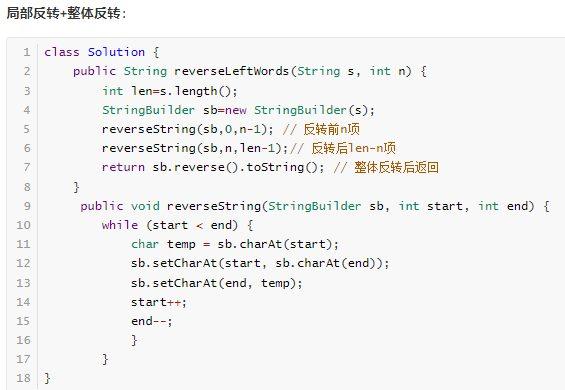 局部反转+整体反转：
1 class Solution {
2     public String reverseLeftWords(String s, int n) {
3         int len=s.length();
4         StringBuilder sb=new StringBuilder(s);
5         reverseString(sb,0,n-1); // 反转前n项
6         reverseString(sb,n,len-1);// 反转后len-n项
7         return sb.reverse().toString(); // 整体反转后返回
8     }
9      public void reverseString(StringBuilder sb, int start, int end) {
10         while (start < end) {
11             char temp = sb.charAt(start);
12             sb.setCharAt(start, sb.charAt(end));
13             sb.setCharAt(end, temp);
14             start++;
15             end--;
16             }
17         }
18 }